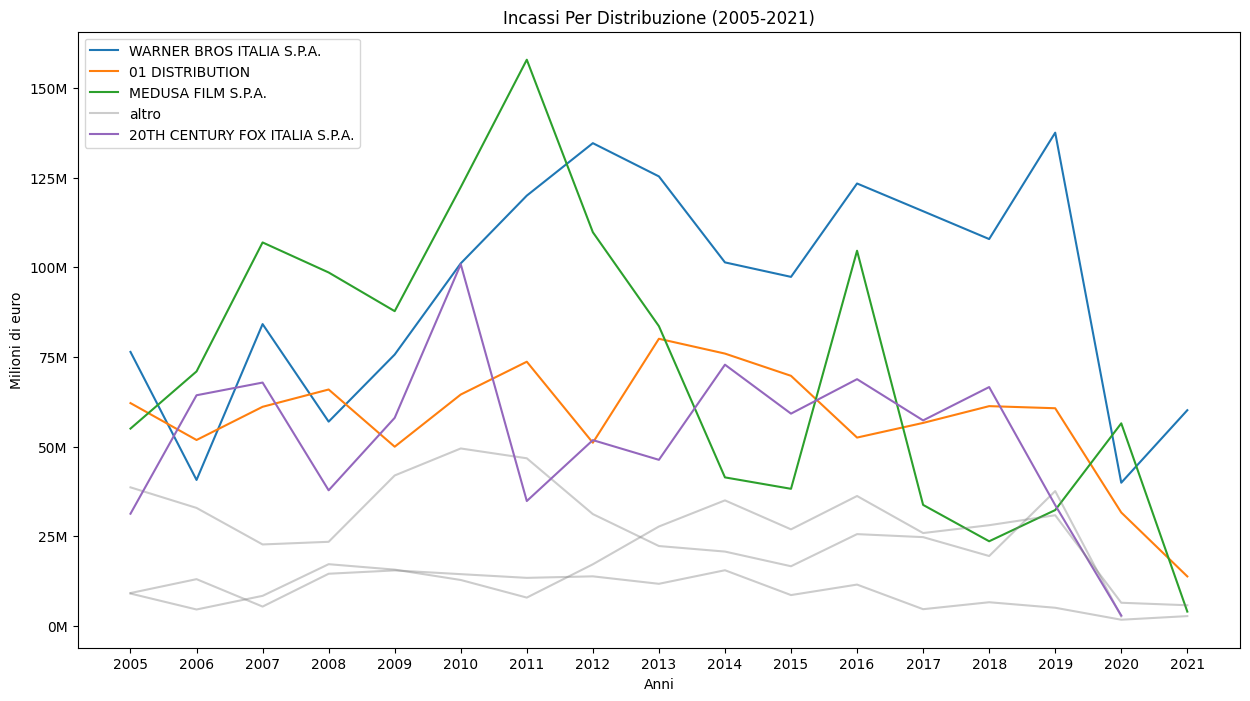 Incassi Per Distribuzione (2005-2021)
WARNER BROS ITALIA S.P.A.
01 DISTRIBUTION
MEDUSA FILM S.P.A.
altro
20TH CENTURY FOX ITALIA S.P.A.
150M
125M
100M
75M
50M
25M
0M
Milioni di euro
2005 2006 2007 2008 2009 2010 2011 2012 2013 2014 2015 2016 2017 2018 2019 2020 2021
Anni